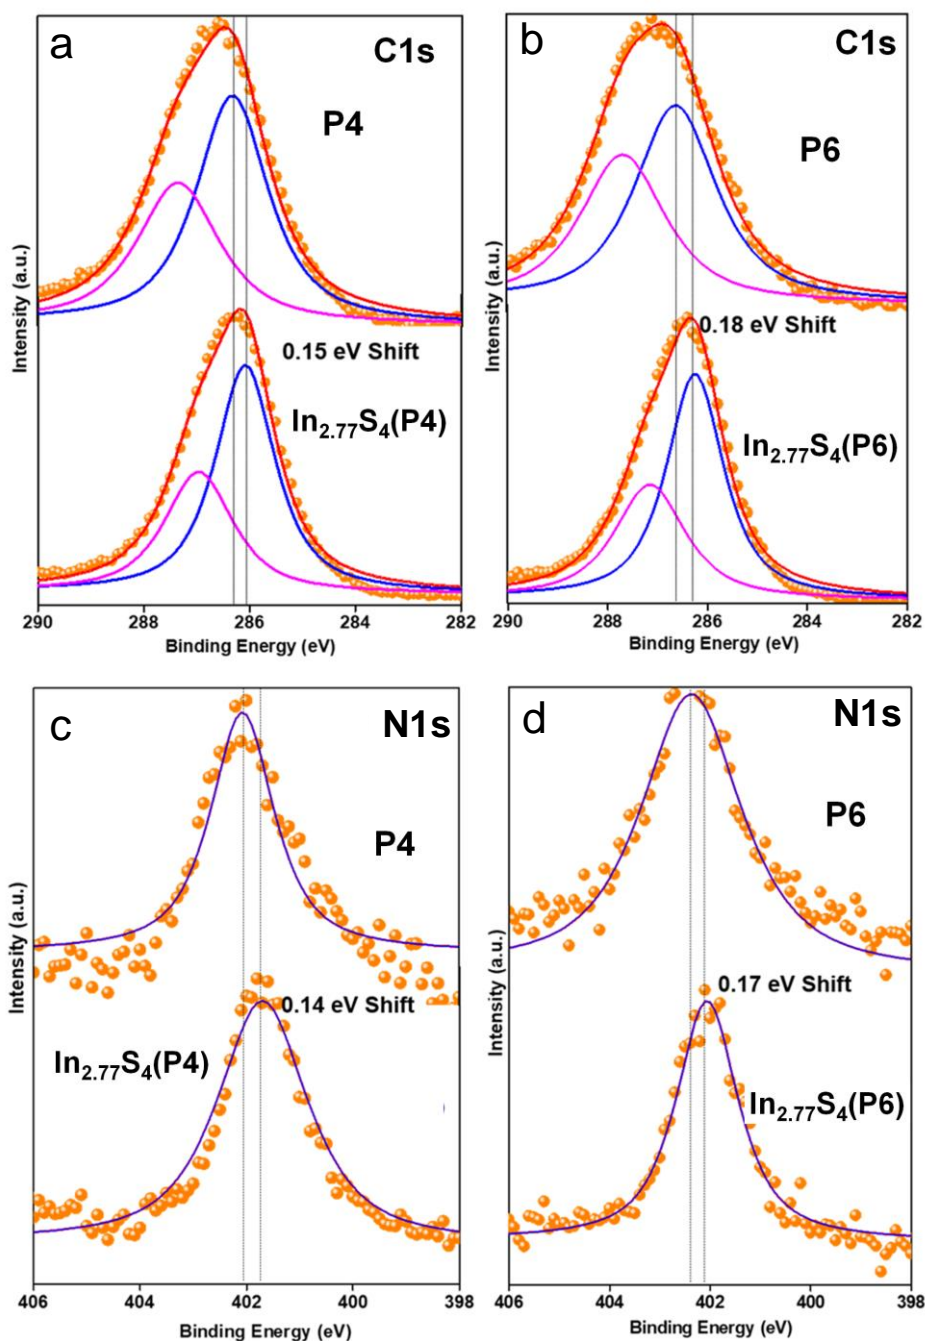 a
C1s
P4
0.15 eV Shift
In2.77S4(P4)
Intensity (a.u.)
290 288 286 284 282
Binding Energy (eV)
b
C1s
P6
0.18 eV Shift
In2.77S4(P6)
Intensity (a.u.)
290 288 286 284 282
Binding Energy (eV)
c
N1s
P4
0.14 eV Shift
In2.77S4(P4)
Intensity (a.u.)
406 404 402 400 398
Binding Energy (eV)
d
N1s
P6
0.17 eV Shift
In2.77S4(P6)
Intensity (a.u.)
406 404 402 400 398
Binding Energy (eV)